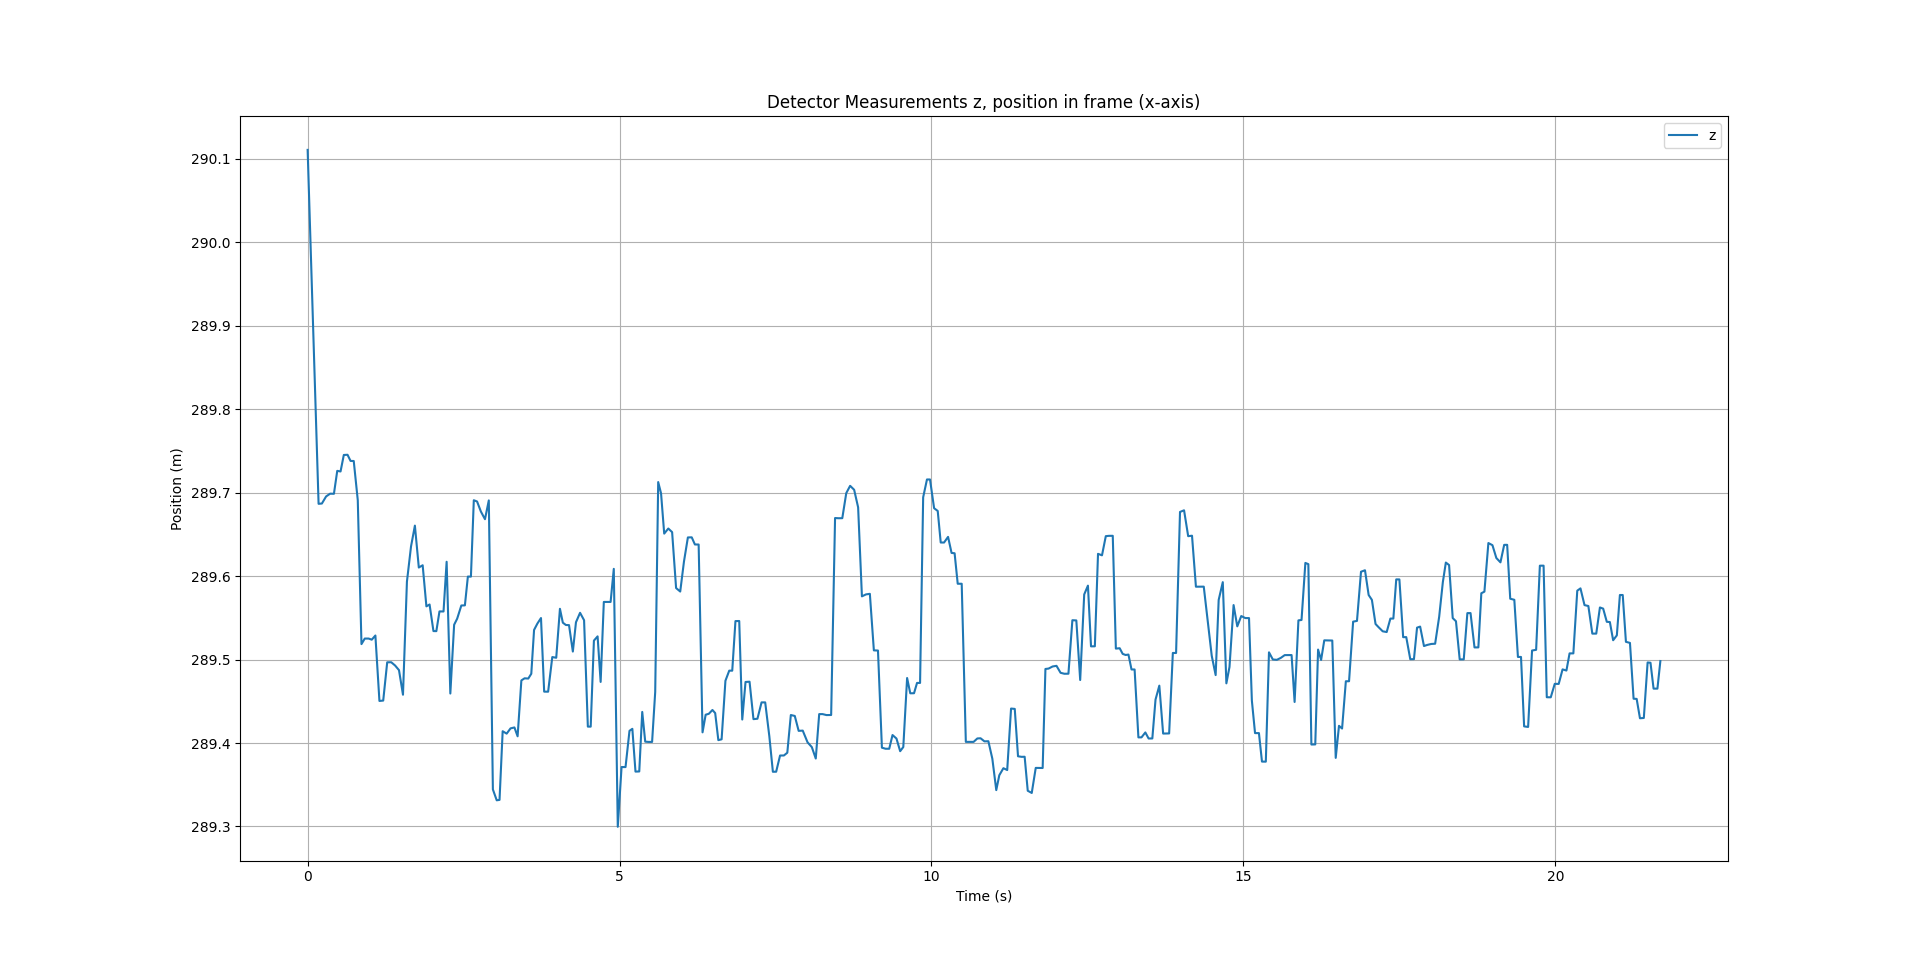 Detector Measurements z, position in frame (x-axis)
z
290.1
290.0
289.9
289.8
289.7
289.6
289.5
289.4
289.3
Position (m)
0 5 10 15 20
Time (s)